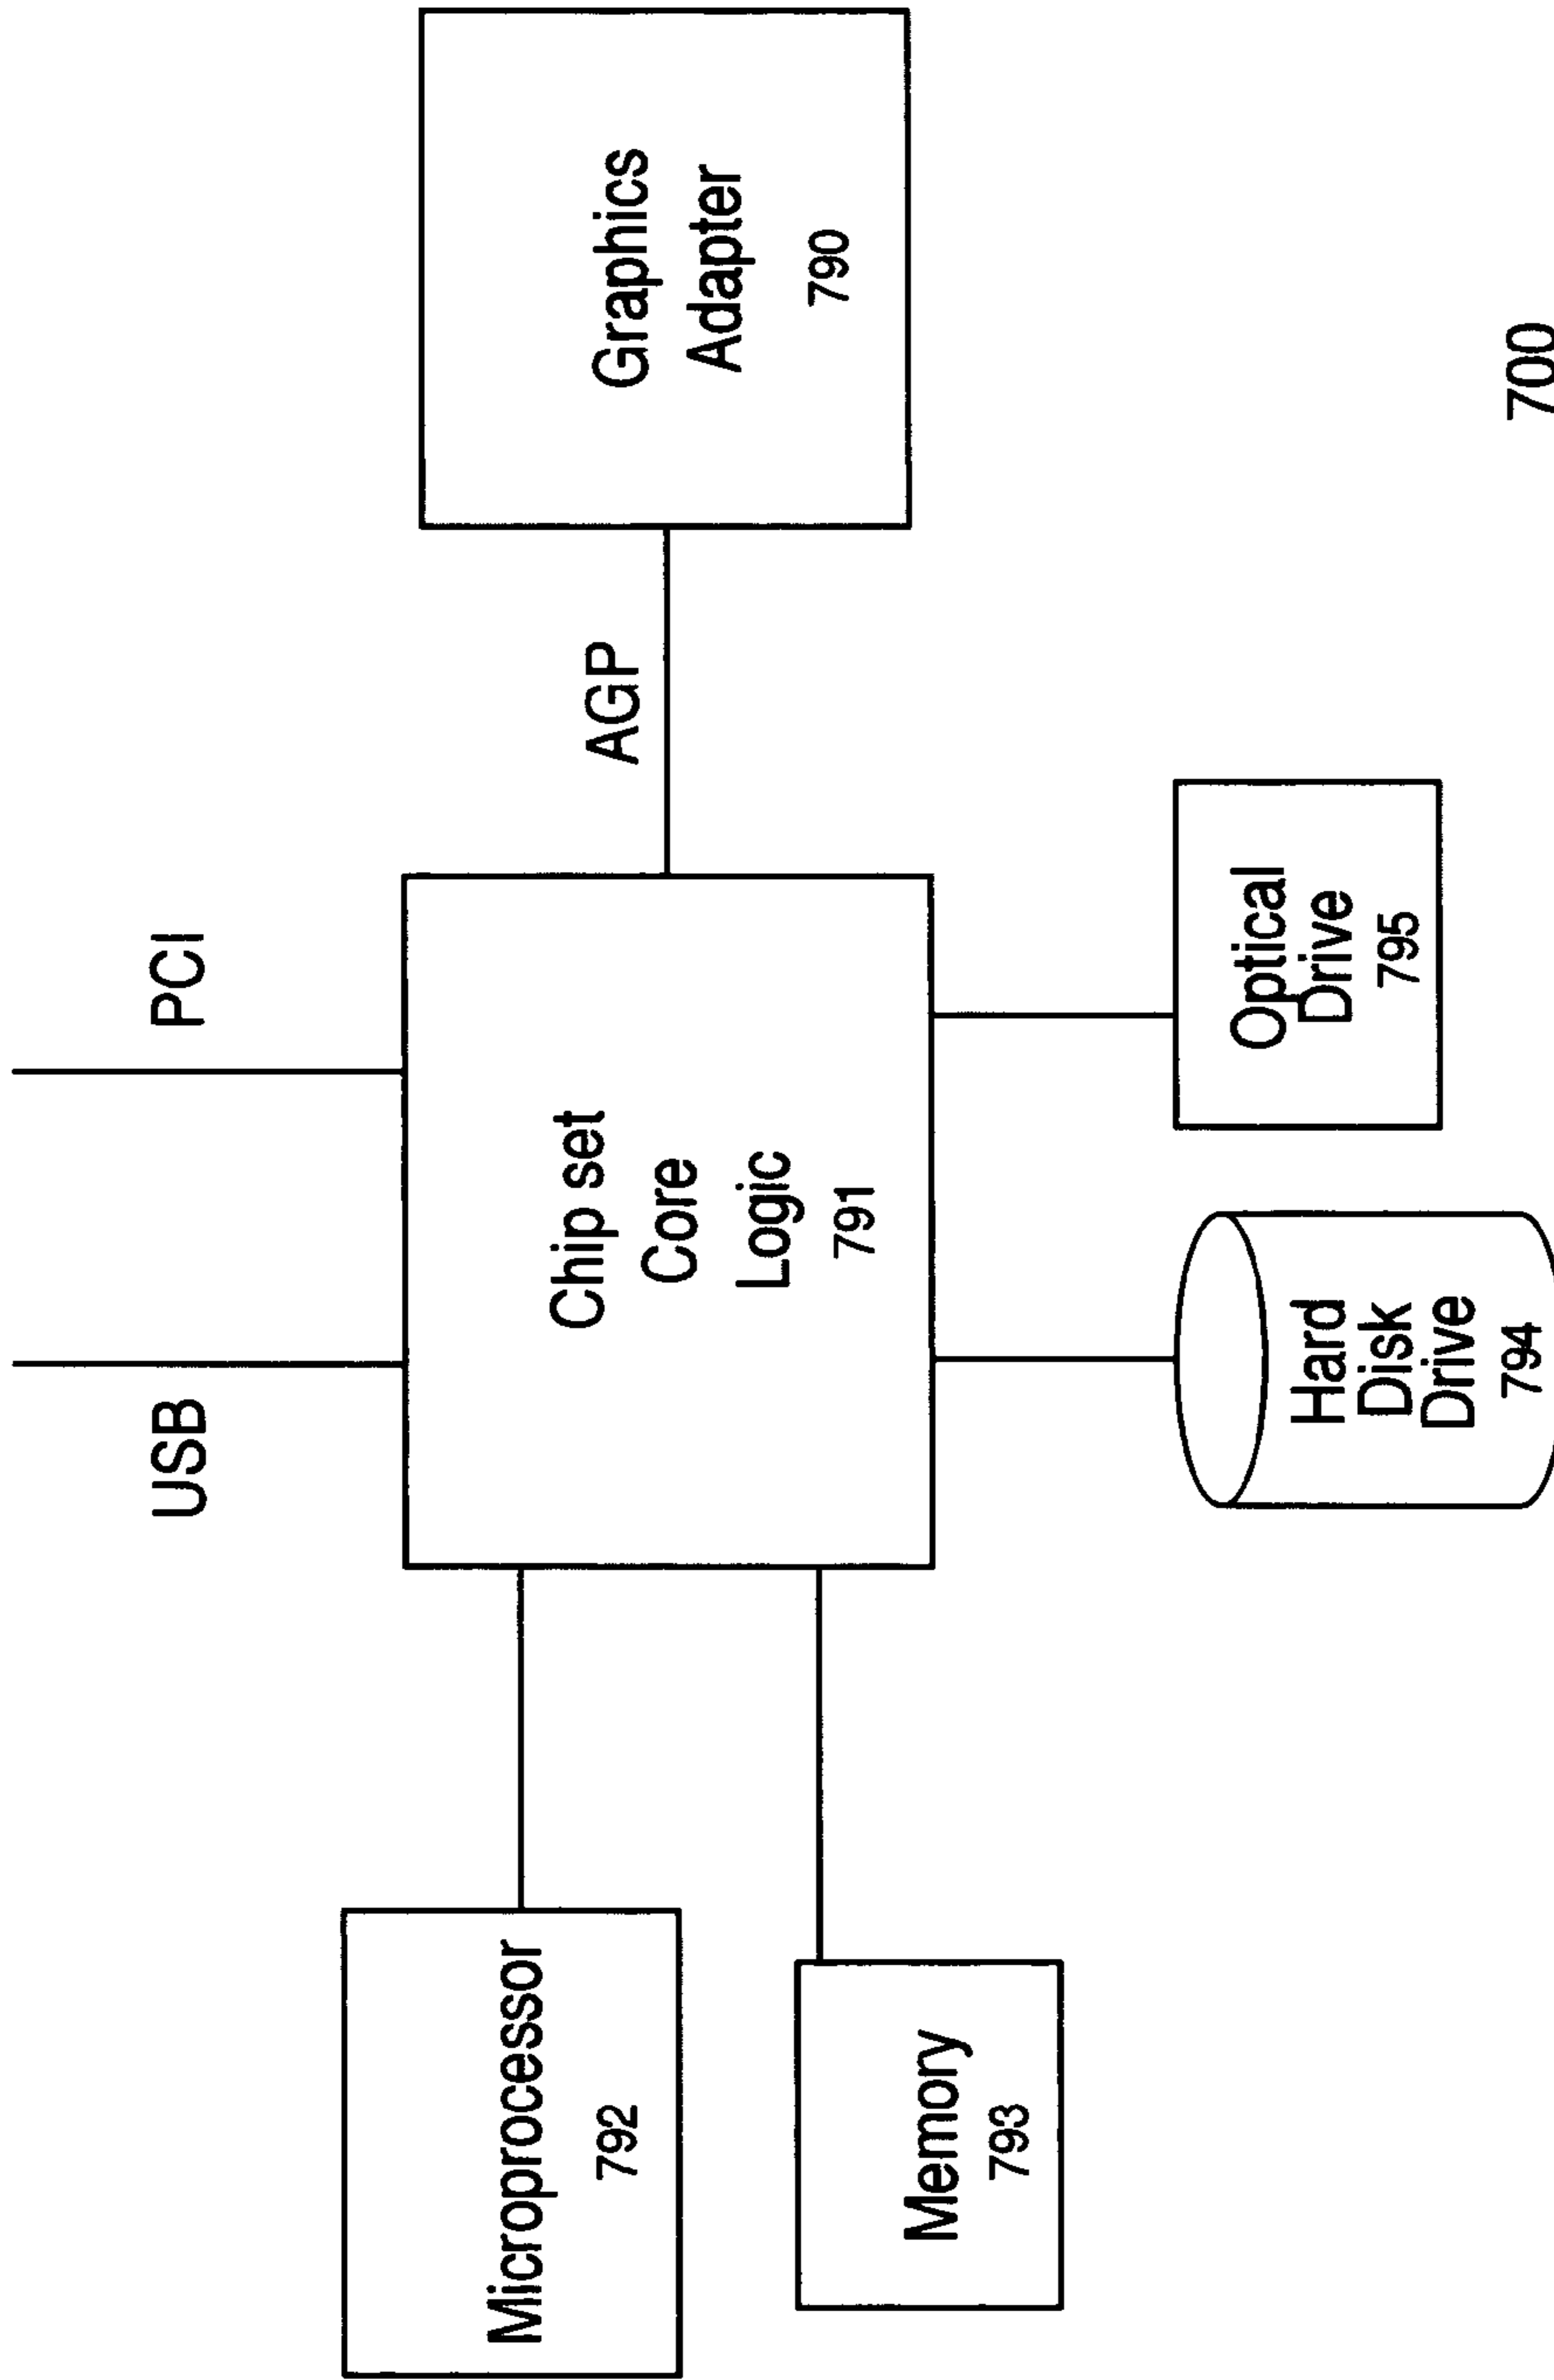 USB
PCI
Microprocessor
792
Chip set
Core
Logic
791
AGP
Graphics
Adapter
790
Memory
793
Hard
Disk
Drive
794
Optical
Drive
795
700